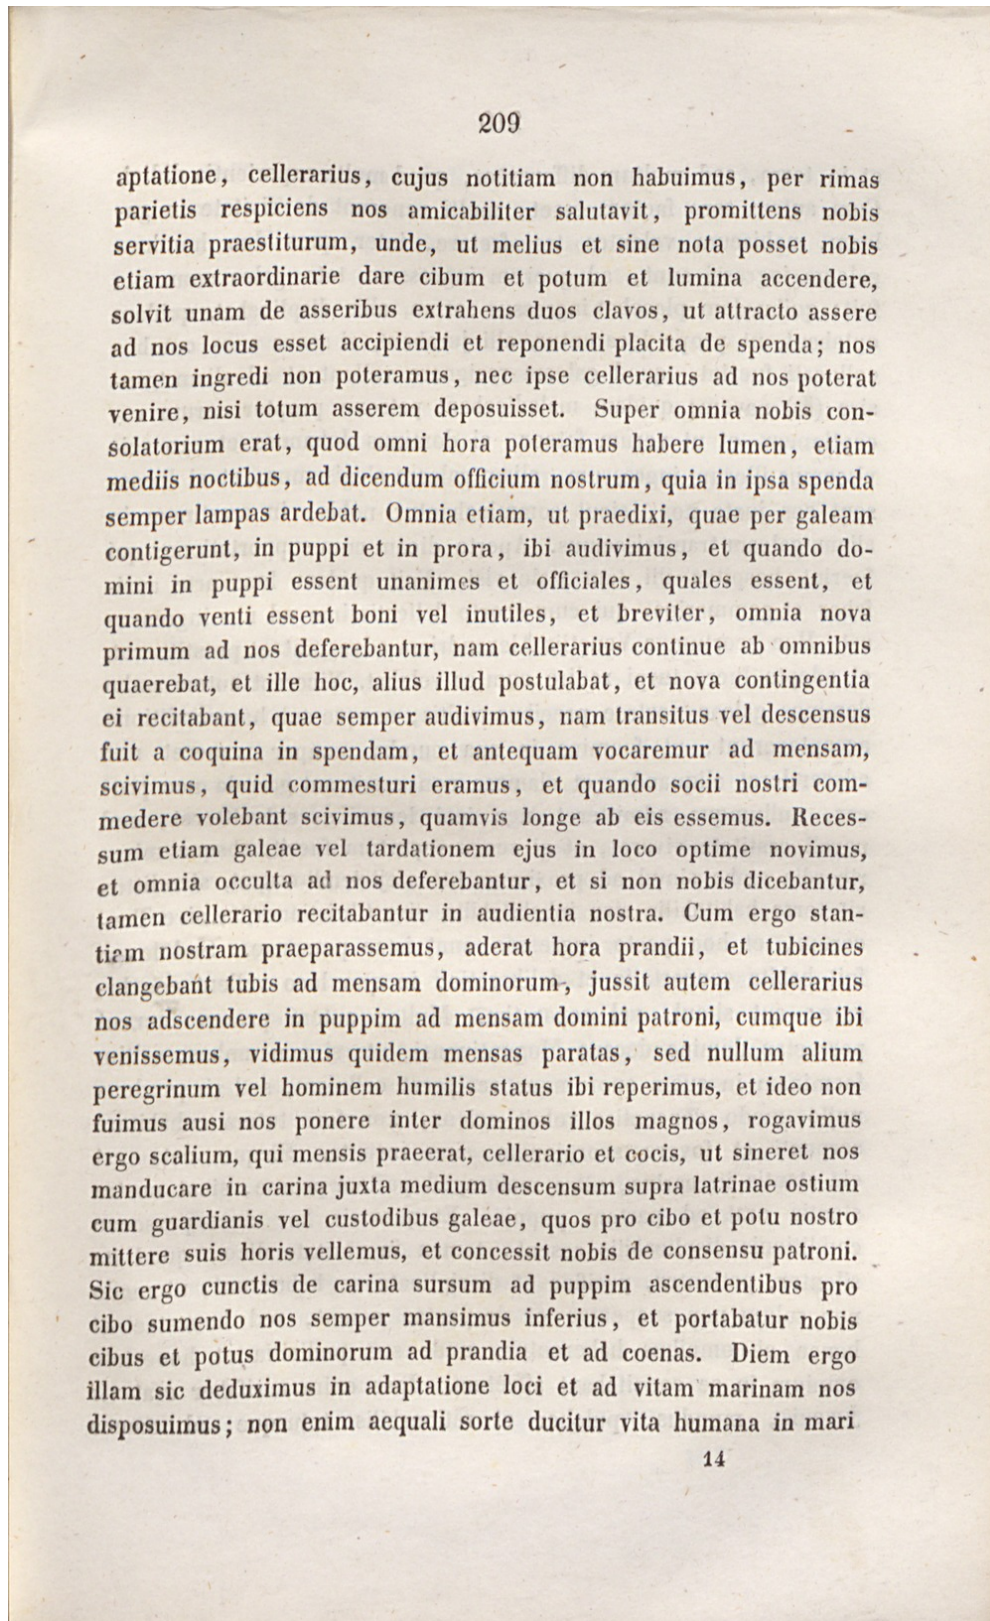 209
aptatione, cellerarius, cujus notitiam non habuimus, per rimas
parietis respiciens nos amicabiliter salutavit, promittens nobis
servitia praestiturum, unde, ut melius et sine nota posset nobis
etiam extraordinarie dare cibum et potum et lumina accendere,
solvit unam de asseribus extrahens duos clavos, ut attracto assere
ad nos locus esset accipiendi et reponendi placita de spenda; nos
tamen ingredi non poteramus, nec ipse cellerarius ad nos poterat
venire, nisi totum asserem deposuisset. Super omnia nobis con-
solatorium erat, quod omni hora poteramus habere lumen, etiam
mediis noctibus, ad dicendum officium nostrum, quia in ipsa spenda
semper lampas ardebat. Omnia etiam, ut praedixi, quae per galeam
contigerunt, in puppi et in prora, ibi audivimus, et quando do-
mini in puppi essent unanimes et officiales, quales essent, et
quando venti essent boni vel inutiles, et breviter, omnia nova
primum ad nos deferebantur, nam cellerarius continue ab omnibus
quaerebat, et ille hoc, alius illud postulabat, et nova contingentia
ei recitabant, quae semper audivimus, nam transitus vel descensus
fuit a coquina in spendam, et antequam vocaremur ad mensam,
scivimus, quid commesturi eramus, et quando socii nostri com-
medere volebant scivimus, quamvis longe ab eis essemus. Reces-
sum etiam galeae vel tardationem ejus in loco optime novimus,
et omnia occulta ad nos deferebantur, et si non nobis dicebantur,
tamen cellerario recitabantur in audientia nostra. Cum ergo stan-
tiam nostram praeparassemus, aderat hora prandii, et tubicines
clangebant tubis ad mensam dominorum, jussit autem cellerarius
nos adscendere in puppim ad mensam domini patroni, cumque ibi
venissemus, vidimus quidem mensas paratas, sed nullum alium
peregrinum vel hominem humilis status ibi reperimus, et ideo non
fuimus ausi nos ponere inter dominos illos magnos, rogavimus
ergo scalium, qui mensis praeerat, cellerario et cocis, ut sineret nos
manducare in carina juxta medium descensum supra latrinae ostium
cum guardianis vel custodibus galeae, quos pro cibo et potu nostro
mittere suis horis vellemus, et concessit nobis de consensu patroni.
Sic ergo cunctis de carina sursum ad puppim ascendentibus pro
cibo sumendo nos semper mansimus inferius, et portabatur nobis
cibus et potus dominorum ad prandia et ad coenas. Diem ergo
illam sic deduximus in adaptatione loci et ad vitam marinam nos
disposuimus; non enim aequali sorte ducitur vita humana in mari
14